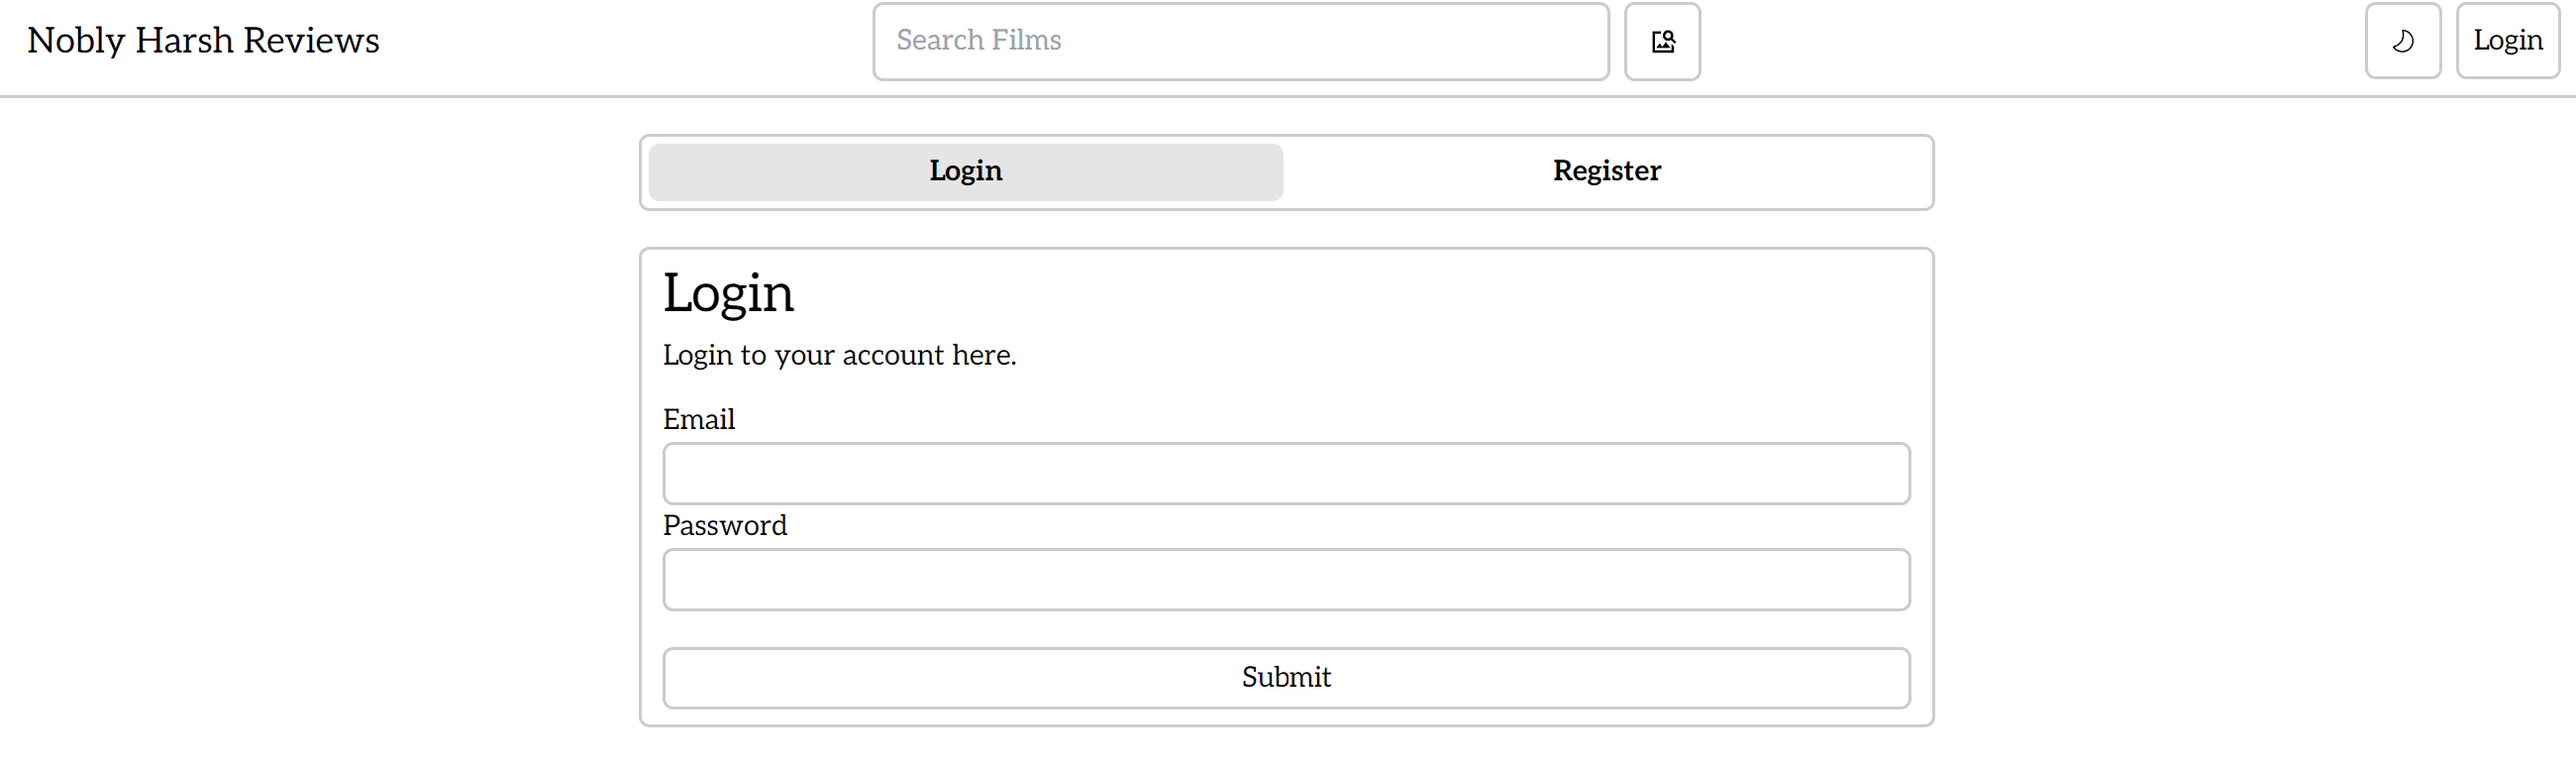 Nobly Harsh Reviews
Search Films
Login
Login
Register
Login
Login to your account here.
Email
Password
Submit